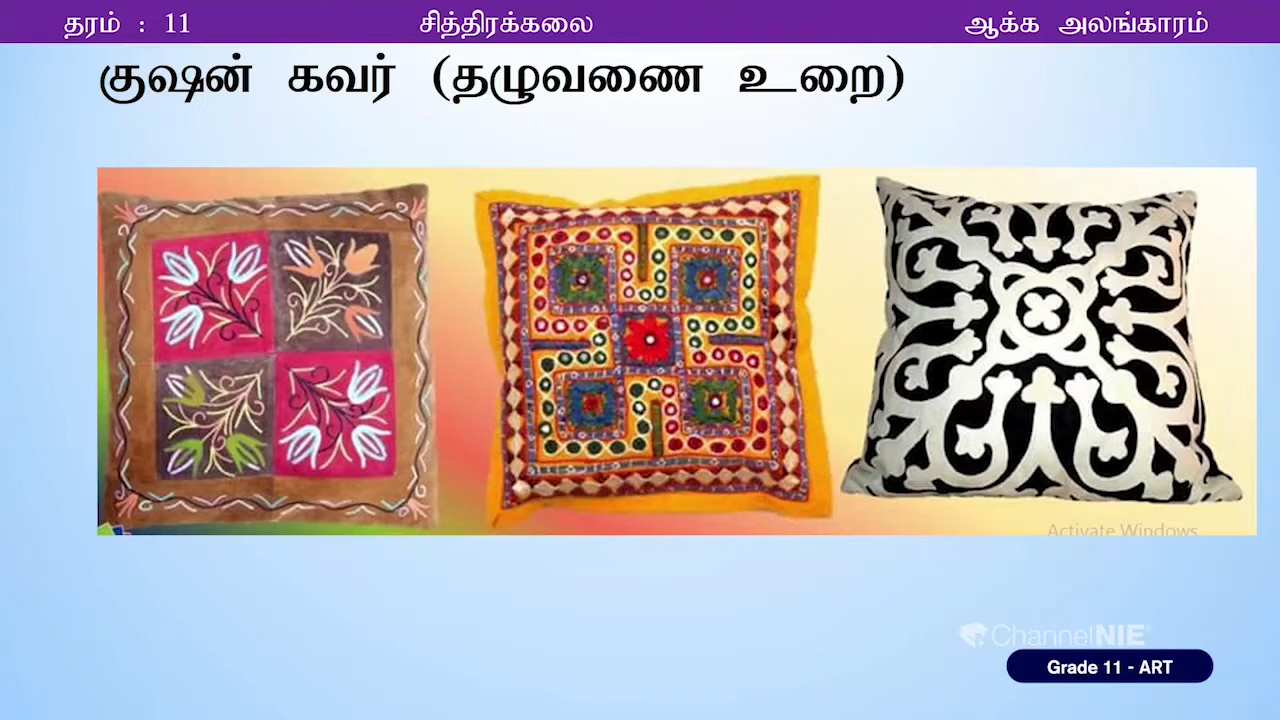 தரம் : 11 சித்திரக்கலை ஆக்க அலங்காரம்
குஷன் கவர் (தழுவணை உறை)
Activate Windows
ChannelNIE
Grade 11 - ART